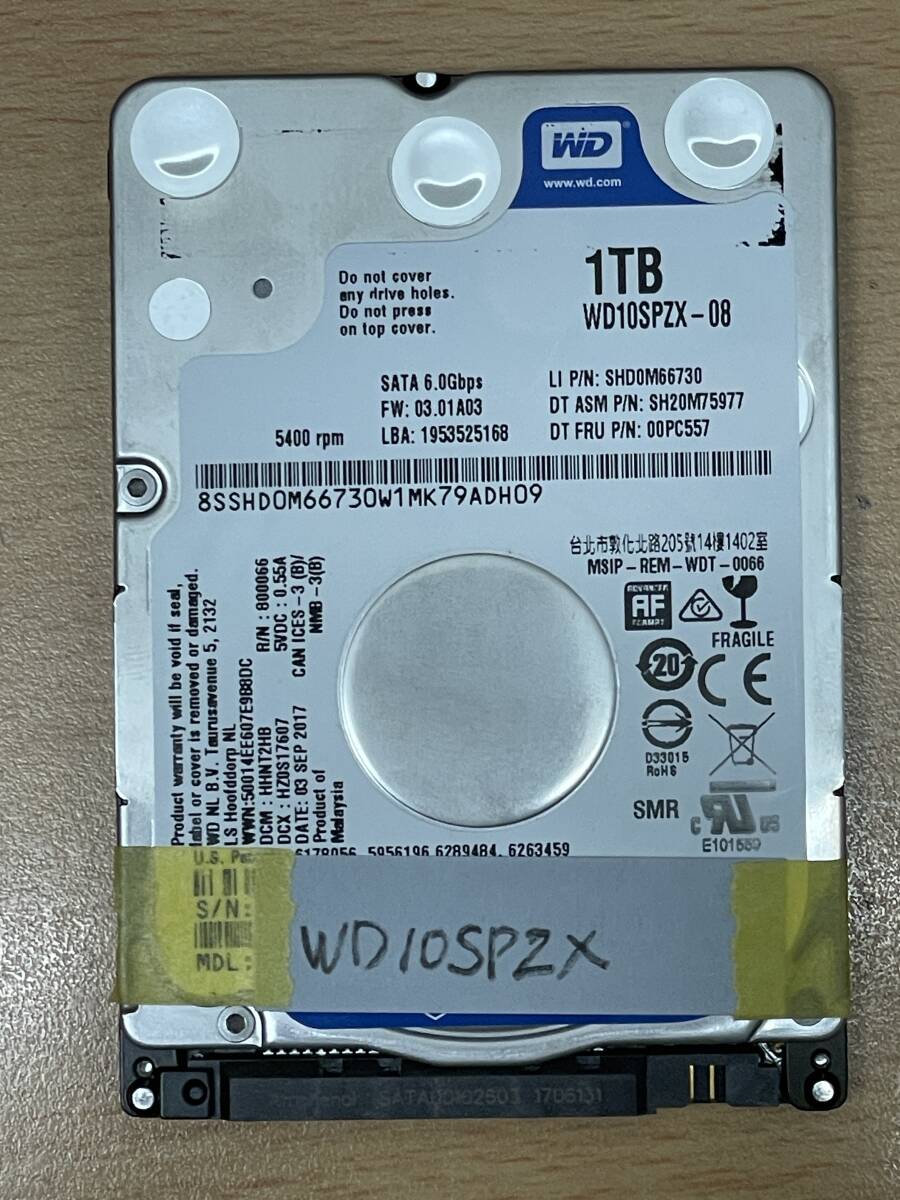 WD
www.wd.com
1TB
WD10SPZX-08
Do not cover
any drive holes.
Do not press
on top cover.
SATA 6.0Gbps
FW: 03.01A03
5400 rpm LBA: 1953525168
LI P/N: SHD0M66730
DT ASM P/N: SH20M75977
DT FRU P/N: 00PC557
8SSHD0M66730W1MK79ADH09
台北市敦化北路205號14樓1402室
MSIP-REM-WDT-0066
AF
FRAGILE
20
CE
D33015
RoHS
SMR
c RU US
Product warranty will be void if seal,
label or cover is removed or damaged.
WD NL B.V. Taurusavenue 5, 2132
LS Hoofddorp NL
WWN:50014EE607E988DC
DCM: HHNT2HB
DCX: HZ0S17607
DATE: 03 SEP 2017
Product of
Malaysia
R/N: 800066
5VDC: 0.55A
CAN ICES-3 (B)/
NMB-3(B)
5956196 6289484, 6263459
U.S.
S/N:
MDL:
WD10SPZX